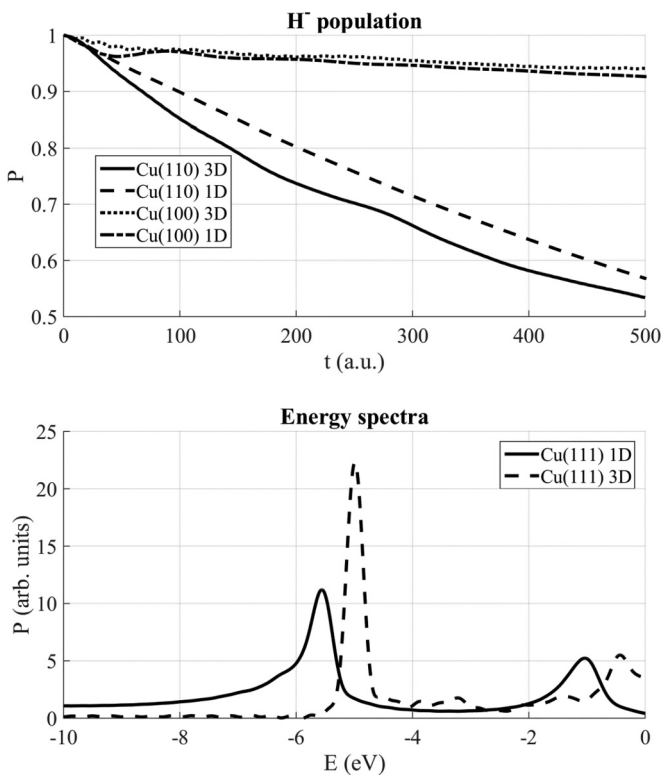 H⁻ population
1
0.9
0.8
0.7
0.6
0.5
P
Cu(110) 3D
Cu(110) 1D
Cu(100) 3D
Cu(100) 1D
0 100 200 300 400 500
t (a.u.)
Energy spectra
25
20
15
10
5
0
P (arb. units)
Cu(111) 1D
Cu(111) 3D
-10 -8 -6 -4 -2 0
E (eV)